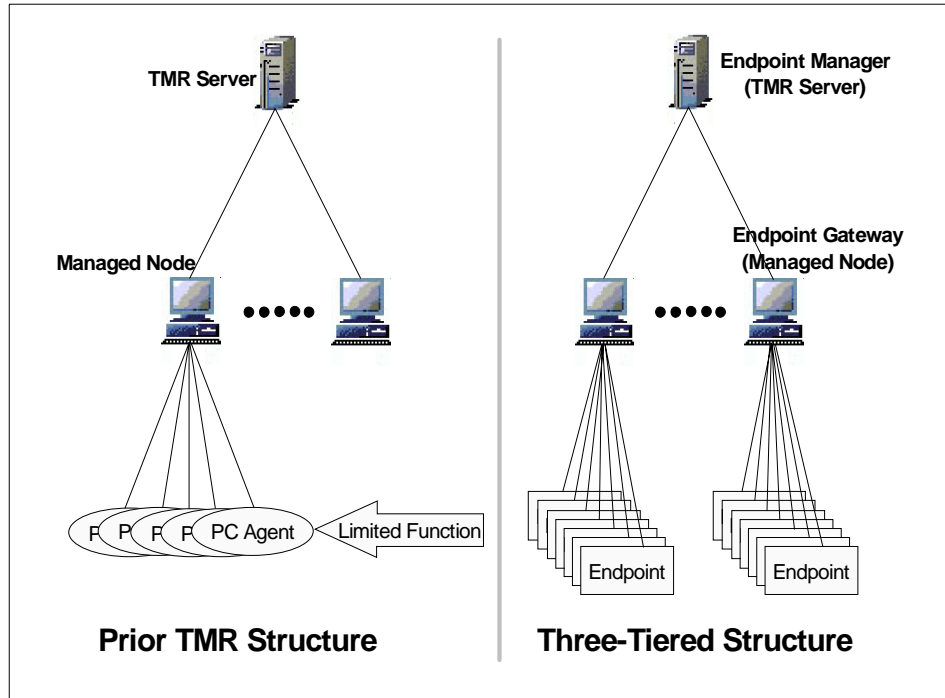 TMR Server
Managed Node
P
P
P
P
PC Agent
Limited Function
Prior TMR Structure
Endpoint Manager
(TMR Server)
Endpoint Gateway
(Managed Node)
Endpoint
Endpoint
Three-Tiered Structure